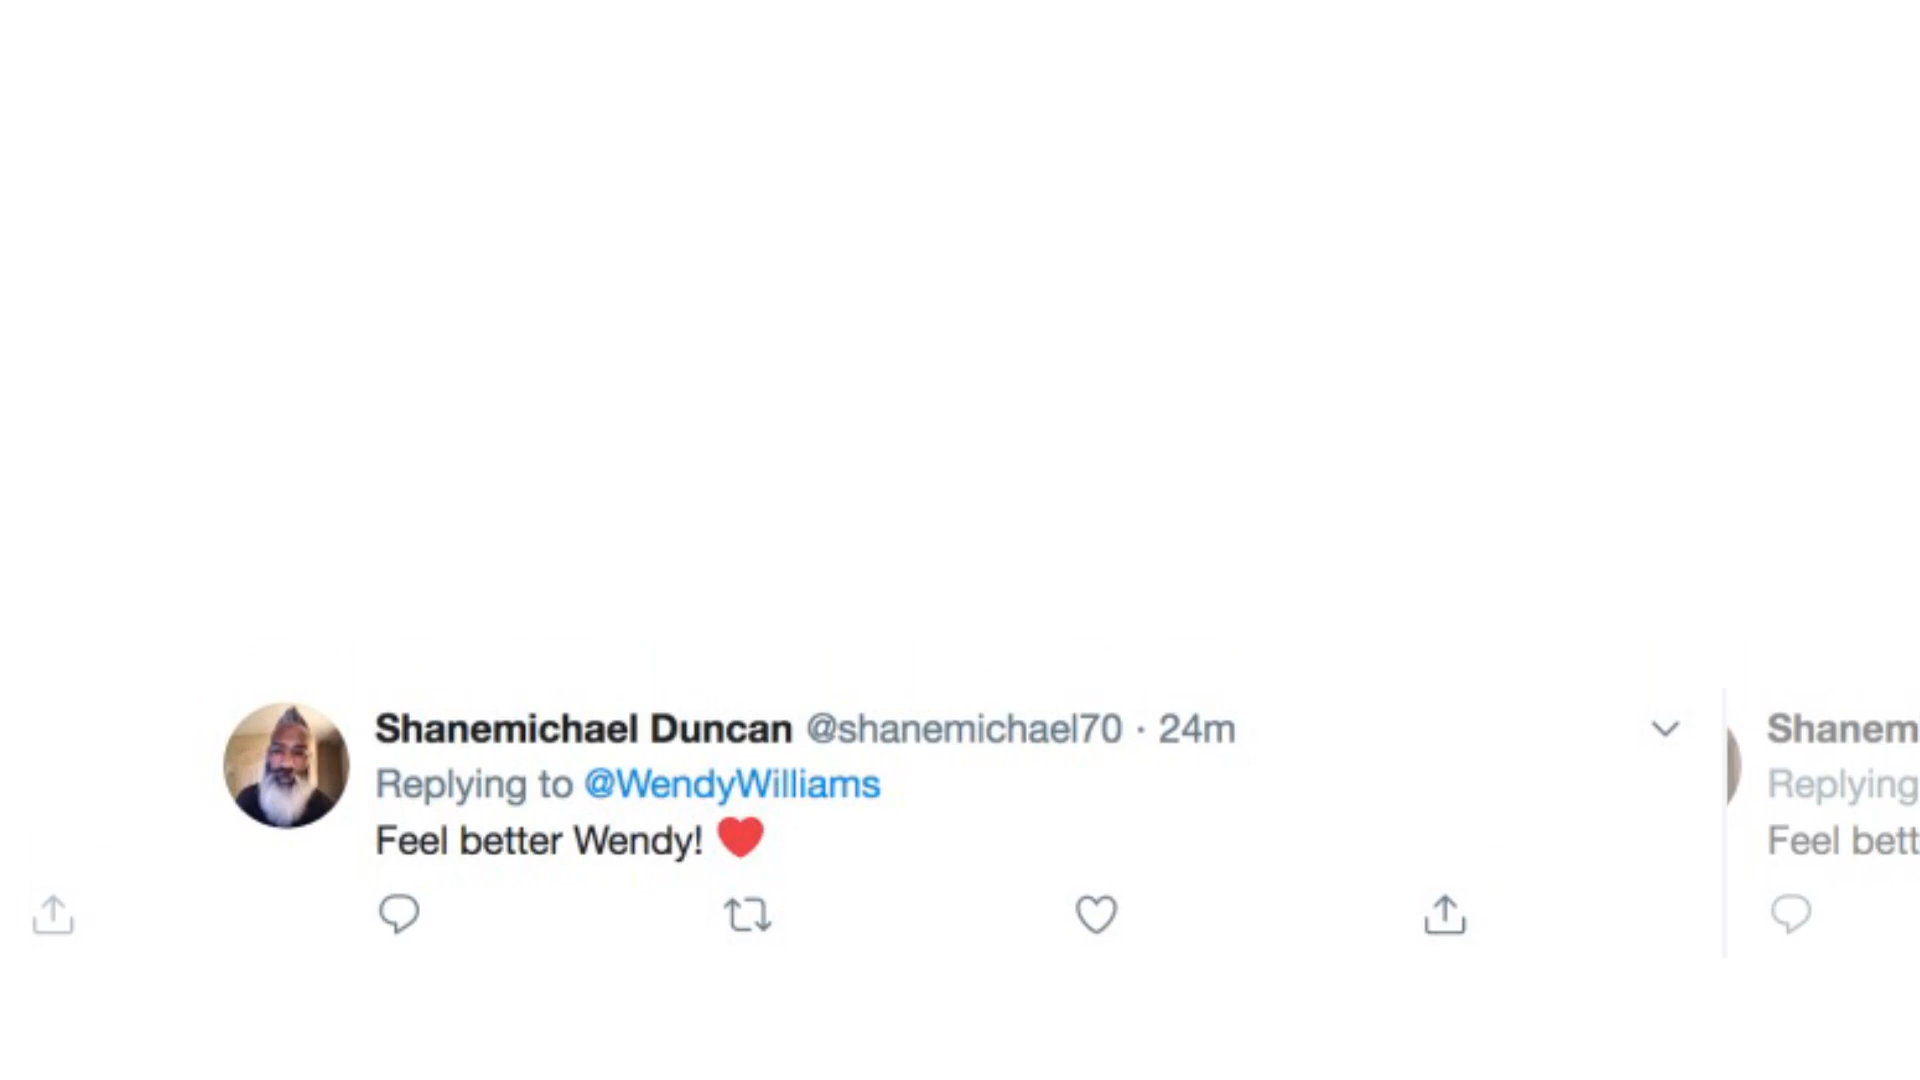 Shanemichael Duncan @shanemichael70 · 24m
Replying to @WendyWilliams
Feel better Wendy! ❤️
Shanem
Replying
Feel bett